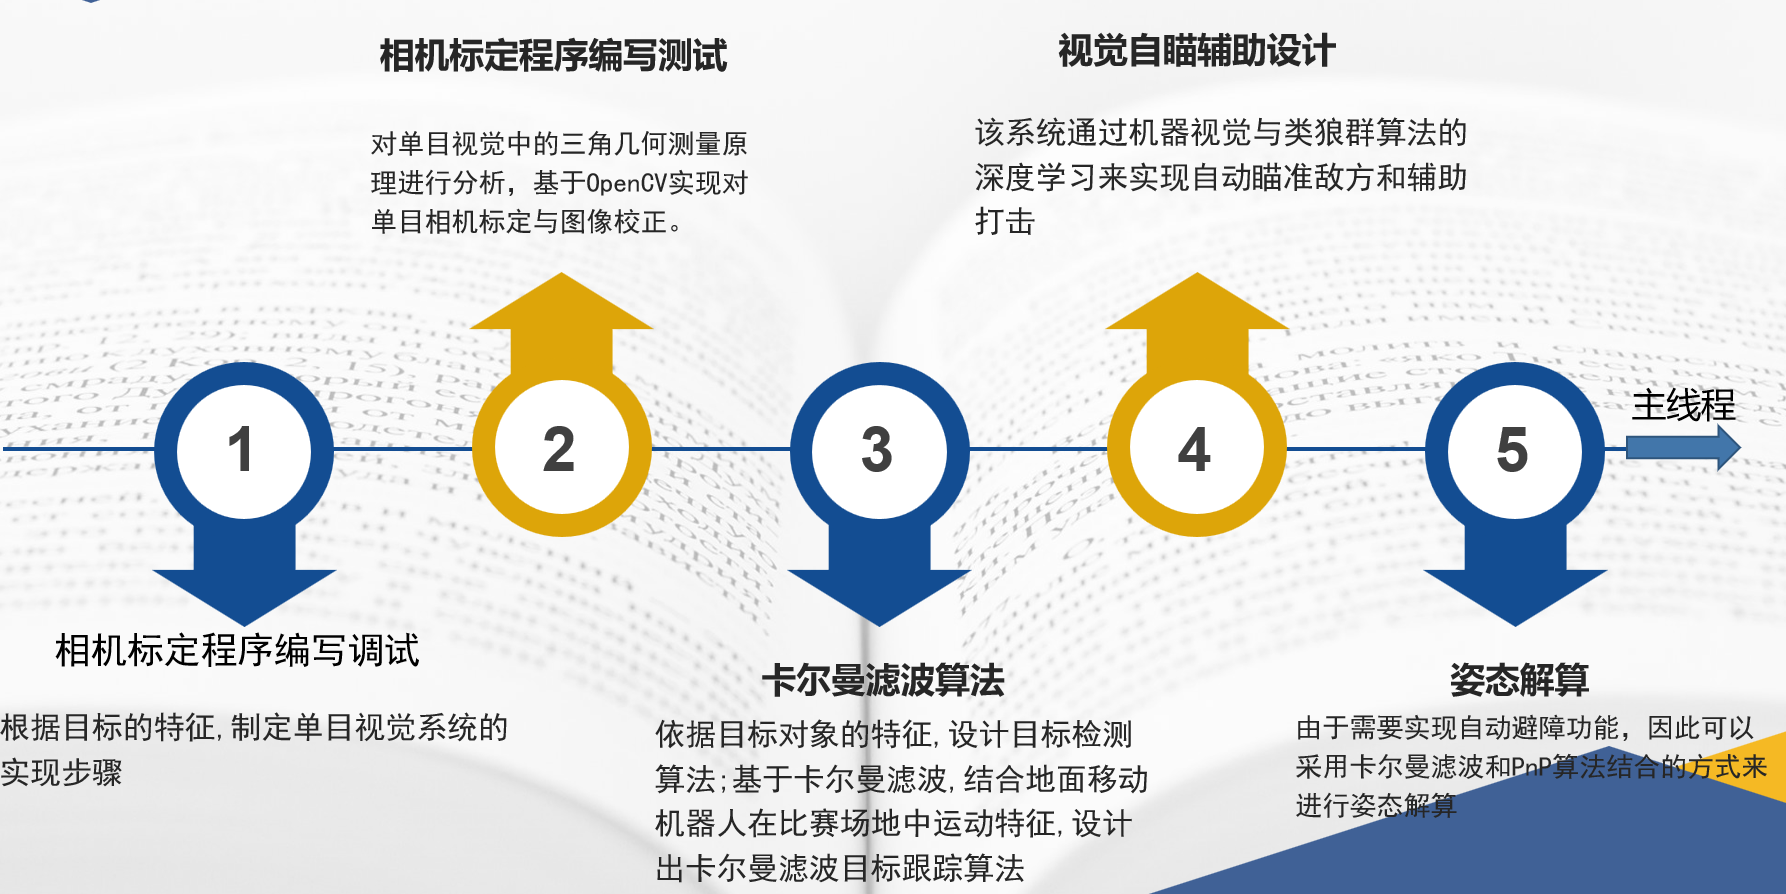 相机标定程序编写测试
对单目视觉中的三角几何测量原
理进行分析，基于OpenCV实现对
单目相机标定与图像校正。
视觉自瞄辅助设计
该系统通过机器视觉与类狼群算法的
深度学习来实现自动瞄准敌方和辅助
打击
1
2
3
4
5
主线程
相机标定程序编写调试
根据目标的特征,制定单目视觉系统的
实现步骤
卡尔曼滤波算法
依据目标对象的特征,设计目标检测
算法;基于卡尔曼滤波,结合地面移动
机器人在比赛场地中运动特征,设计
出卡尔曼滤波目标跟踪算法
姿态解算
由于需要实现自动避障功能，因此可以
采用卡尔曼滤波和PnP算法结合的方式来
进行姿态解算